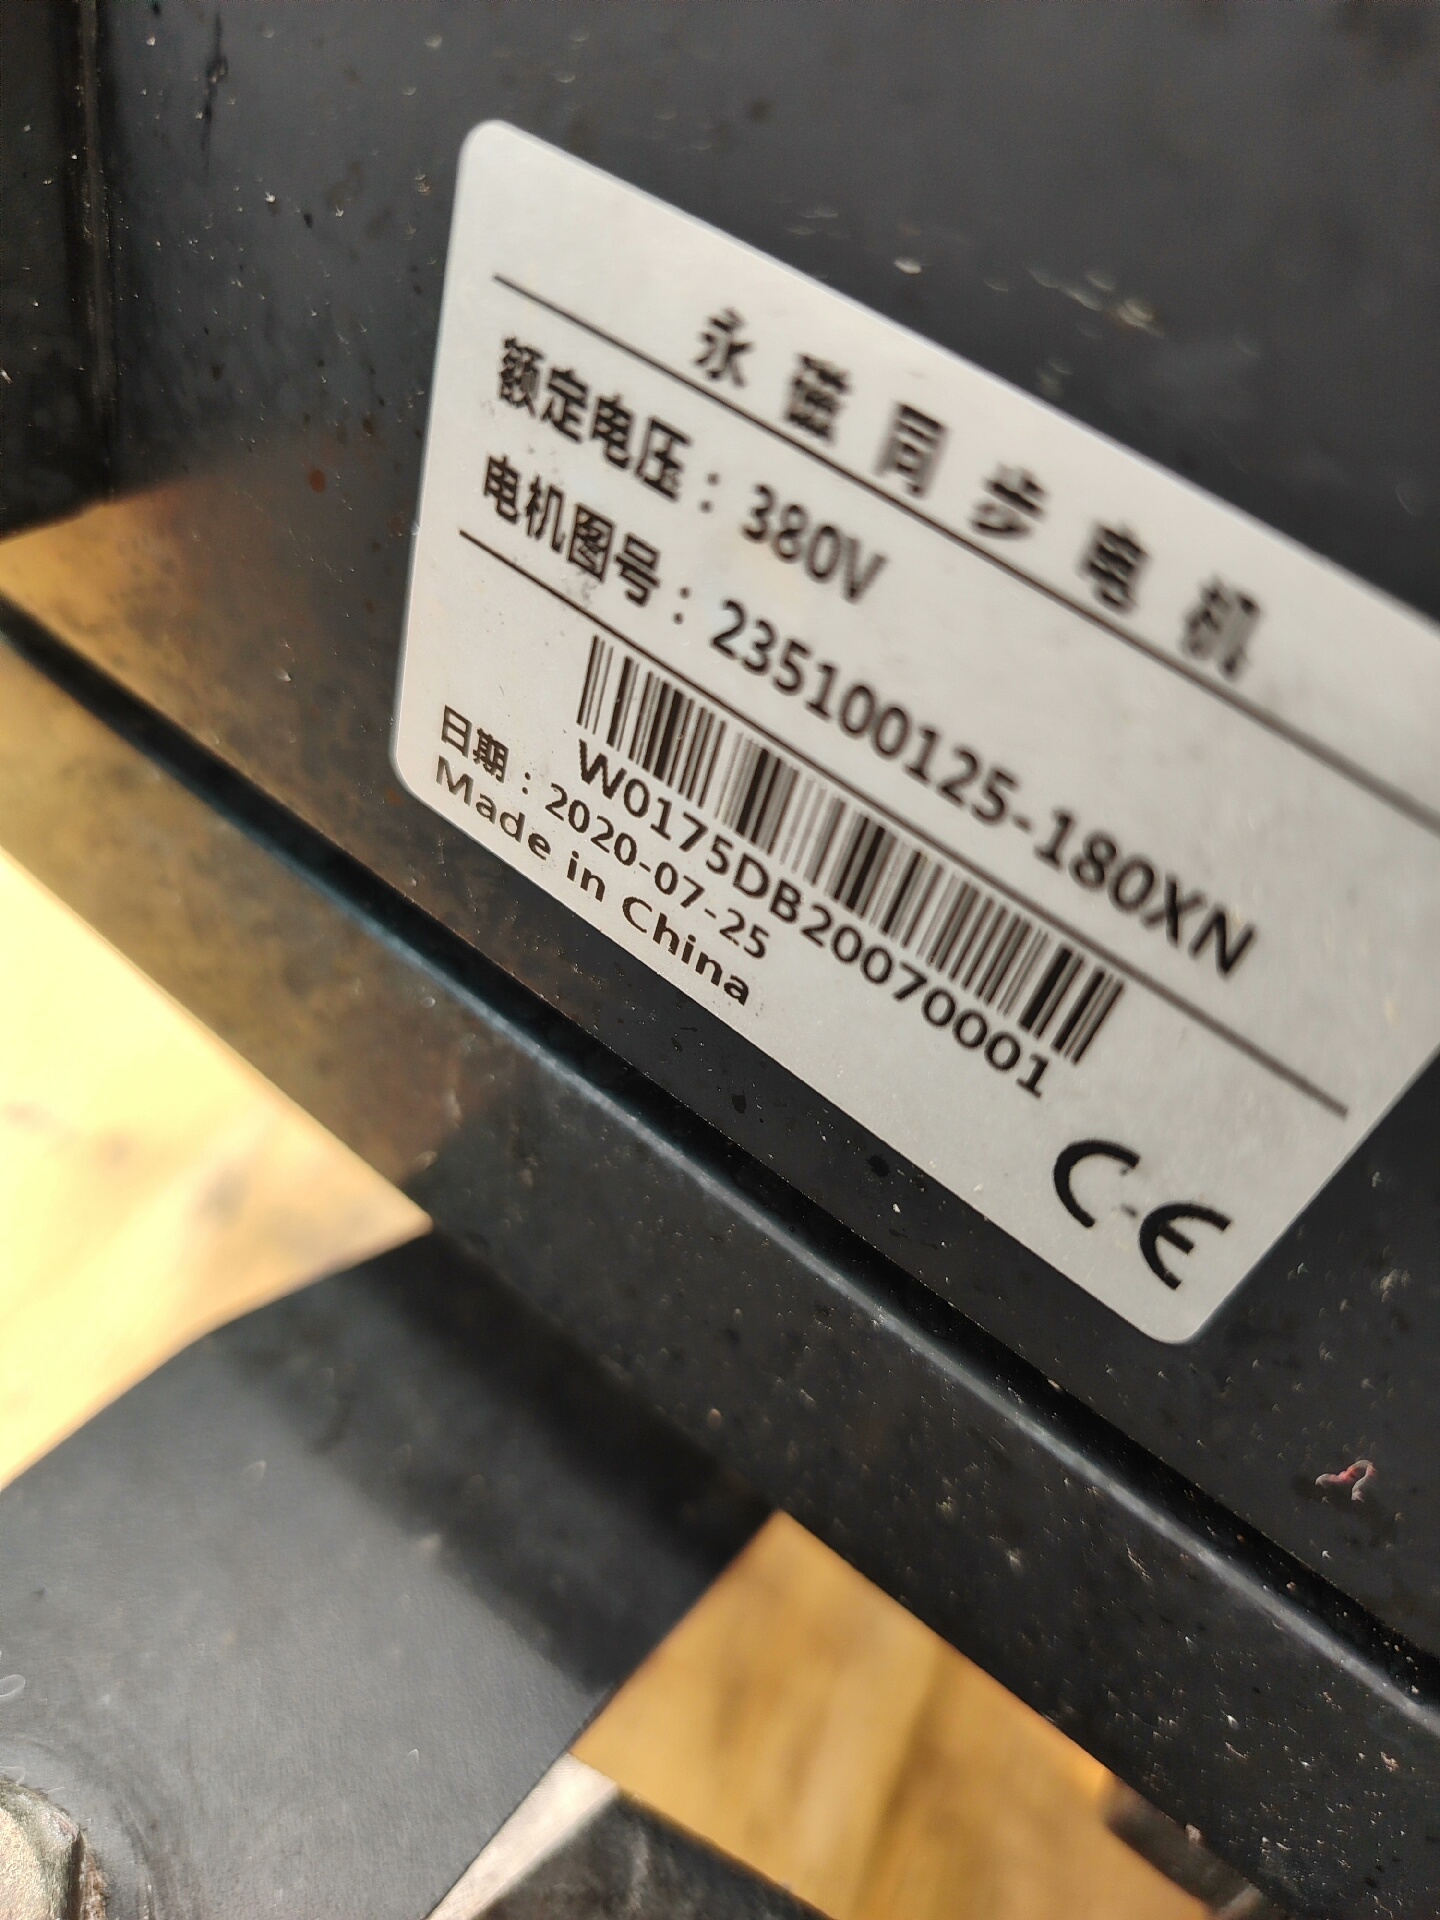 永磁同步电机
额定电压：380V
电机图号：235100125-180XN
W0175DB20070001
日期：2020-07-25
Made in China
CE